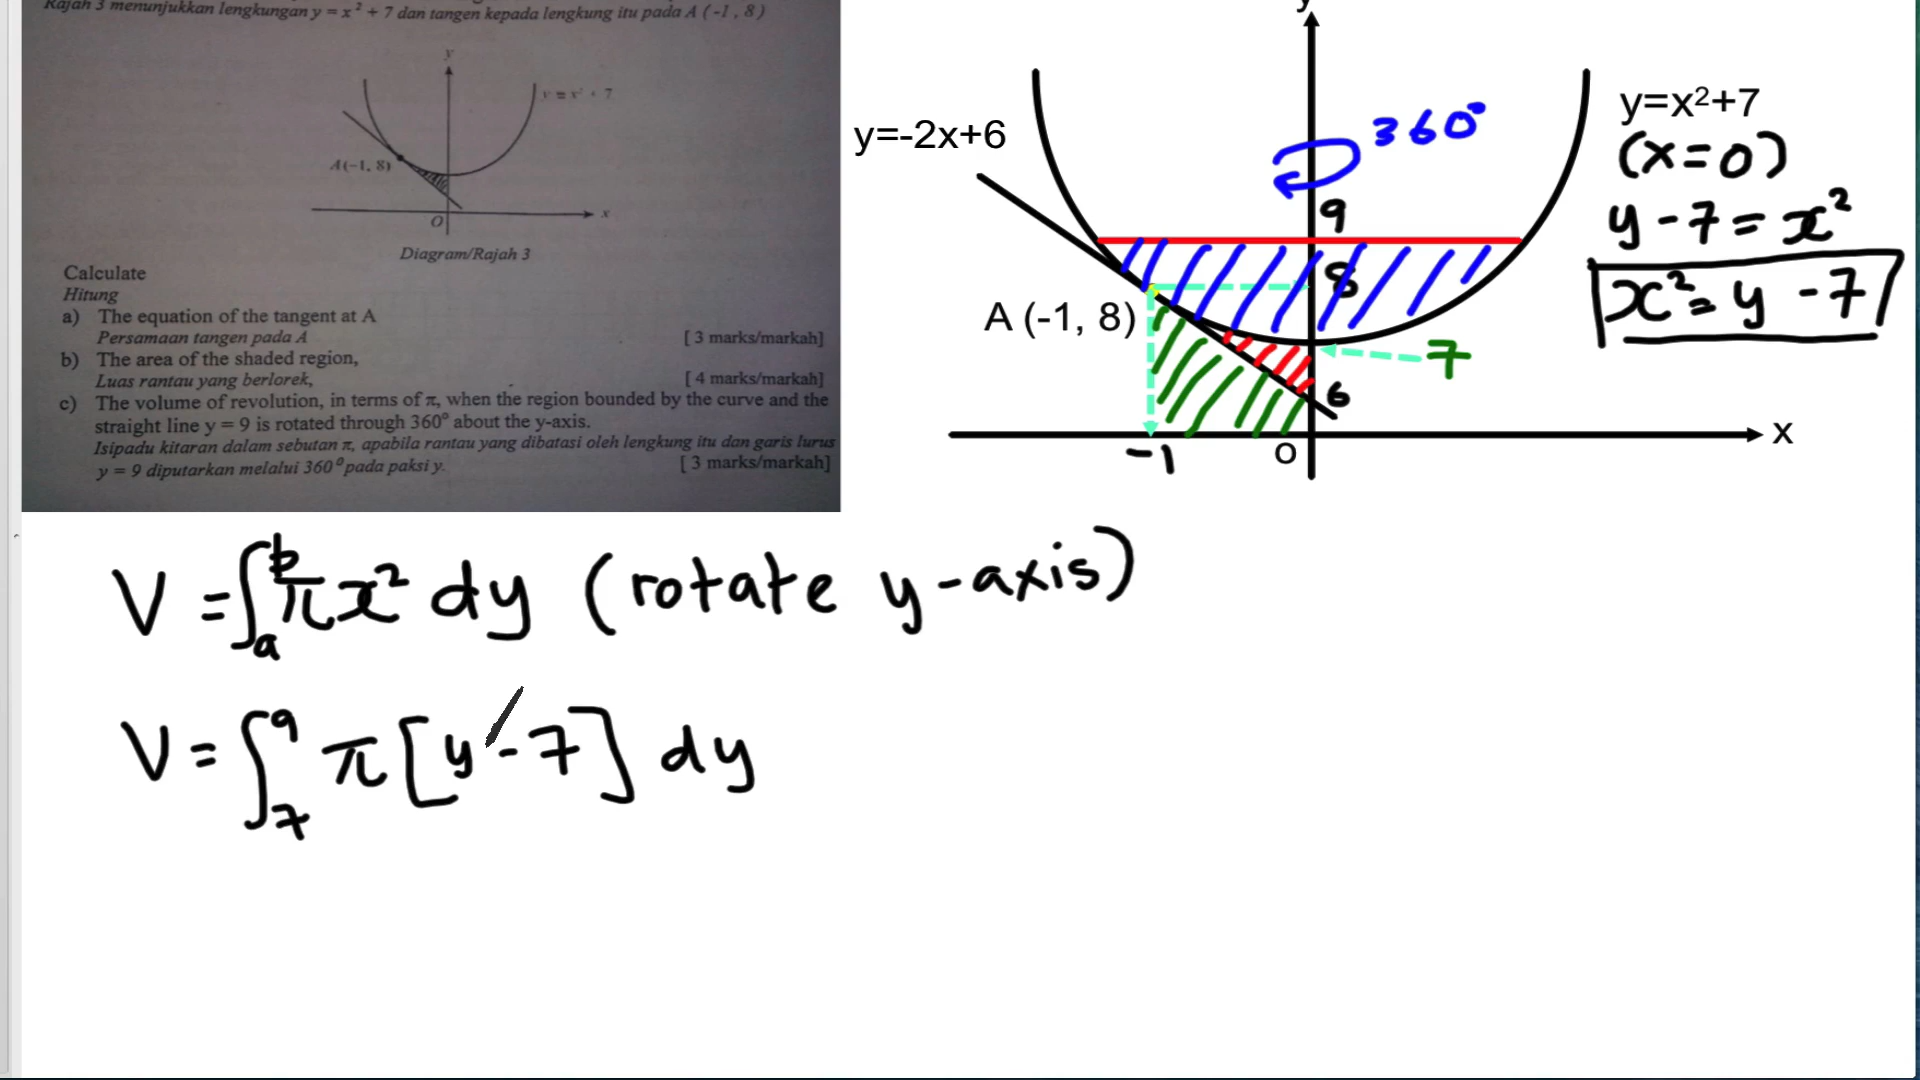 Rajah 3 menunjukkan lengkungan y = x² + 7 dan tangen kepada lengkung itu pada A (-1, 8)
y
y = x² + 7
A(-1, 8)
O
x
Diagram/Rajah 3
Calculate
Hitung
a) The equation of the tangent at A
Persamaan tangen pada A [ 3 marks/markah]
b) The area of the shaded region,
Luas rantau yang berlorek, [ 4 marks/markah]
c) The volume of revolution, in terms of π, when the region bounded by the curve and the
straight line y = 9 is rotated through 360° about the y-axis.
Isipadu kitaran dalam sebutan π, apabila rantau yang dibatasi oleh lengkung itu dan garis lurus
y = 9 diputarkan melalui 360° pada paksi y. [ 3 marks/markah]
y
y=-2x+6
360°
9
8
A (-1, 8)
7
6
-1
O
x
y=x²+7
(x=0)
y-7=x²
x²=y-7
V=∫ₐᵇπx² dy (rotate y-axis)
V=∫₇⁹ π[y-7] dy